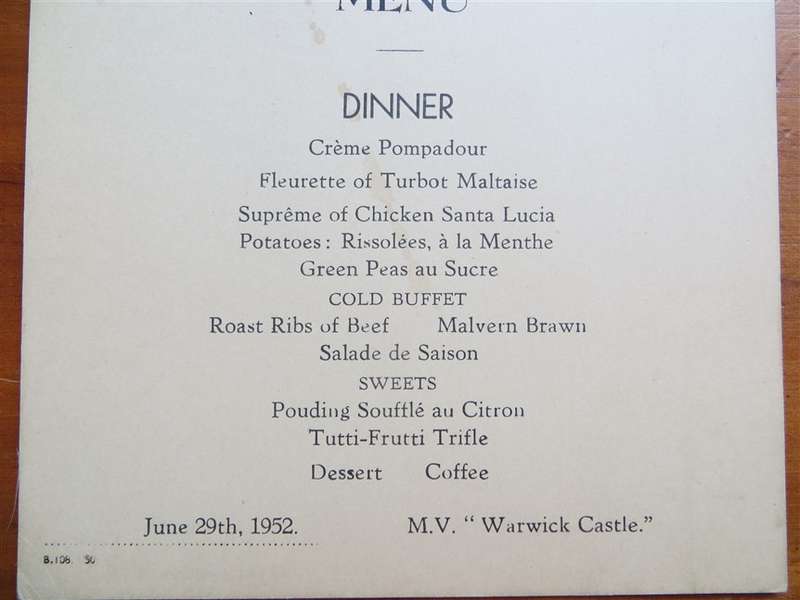 MENU
DINNER
Crème Pompadour
Fleurette of Turbot Maltaise
Suprême of Chicken Santa Lucia
Potatoes: Rissolées, à la Menthe
Green Peas au Sucre
COLD BUFFET
Roast Ribs of Beef Malvern Brawn
Salade de Saison
SWEETS
Pouding Soufflé au Citron
Tutti-Frutti Trifle
Dessert Coffee
June 29th, 1952. M.V. “ Warwick Castle.”
B.108. 50